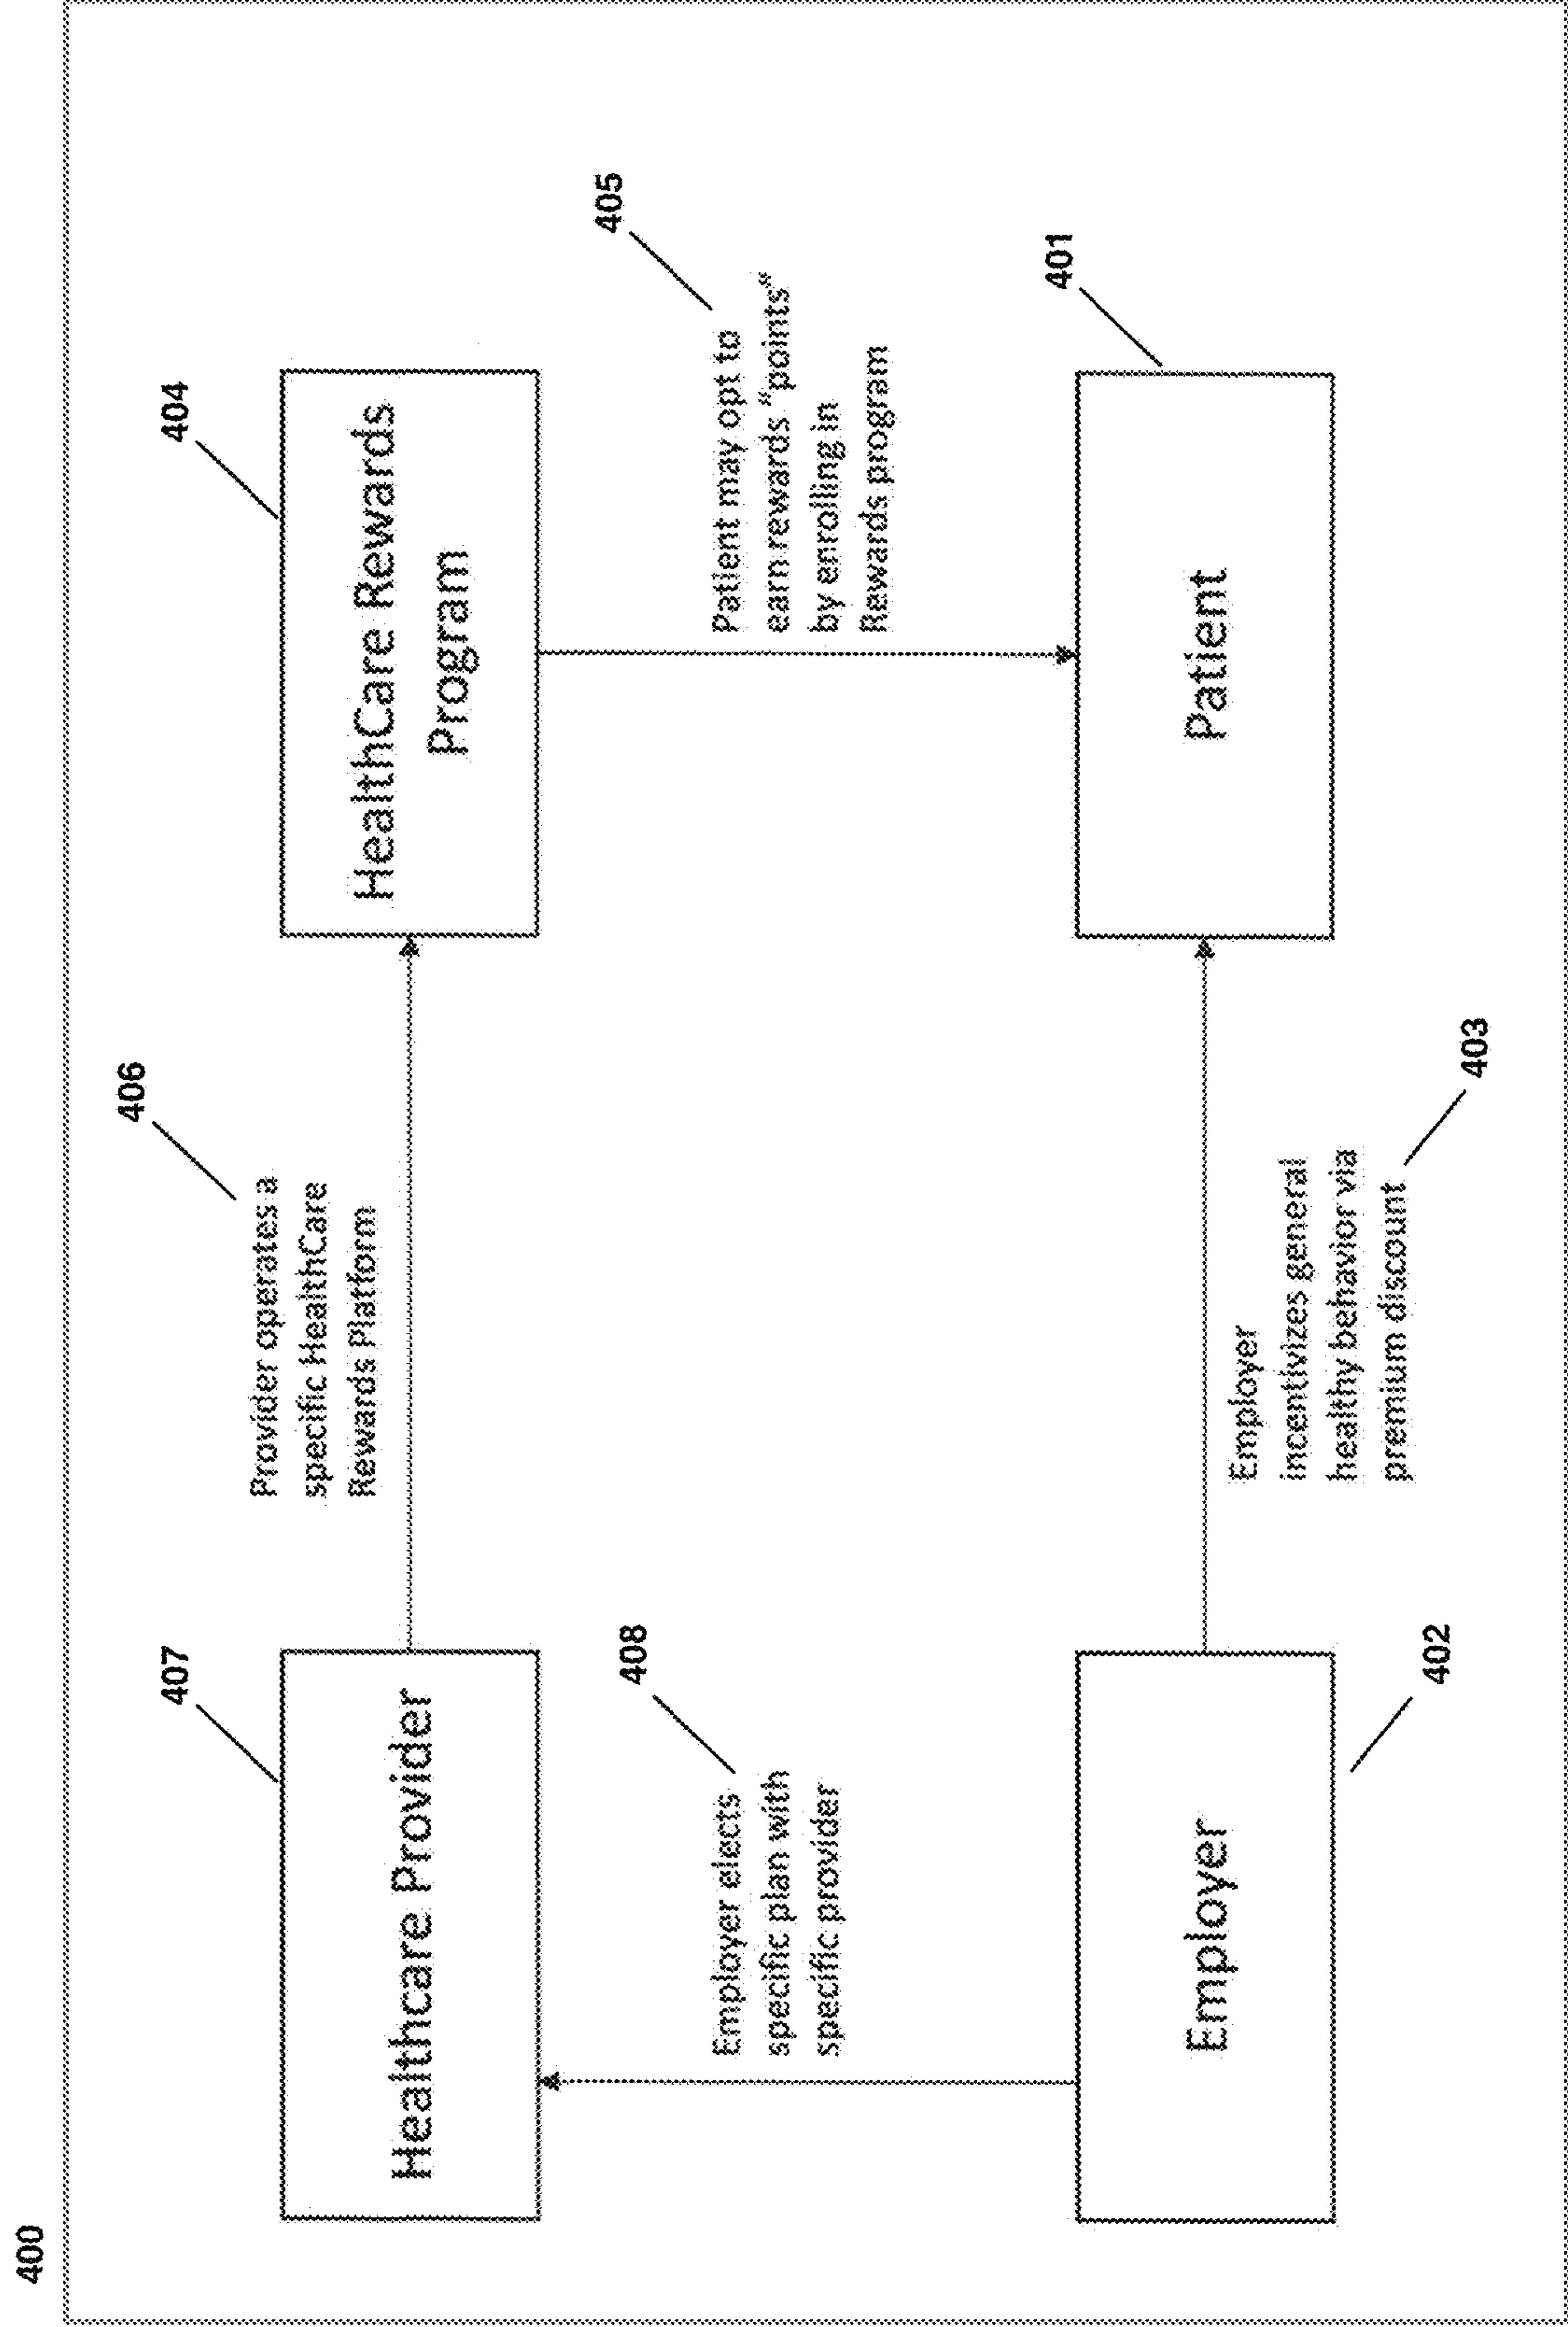 400
407
Healthcare Provider
406
Provider operates a
specific HealthCare
Rewards Platform
404
HealthCare Rewards
Program
408
Employer elects
specific plan with
specific provider
405
Patient may opt to
earn rewards "points"
by enrolling in
Rewards program
402
Employer
Employer
incentivizes general
healthy behavior via
premium discount
403
401
Patient